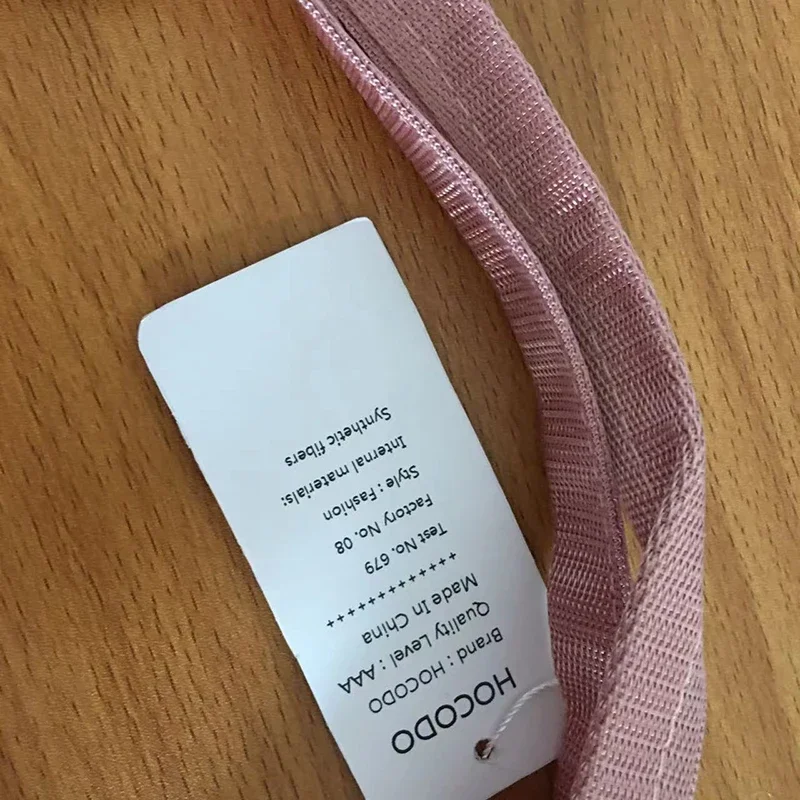 HOCODO
Brand : HOCODO
Quality Level : AAA
Made In China
++++++++++++++
Test No. 679
Factory No. 08
Style : Fashion
Internal materials:
Synthetic fibers